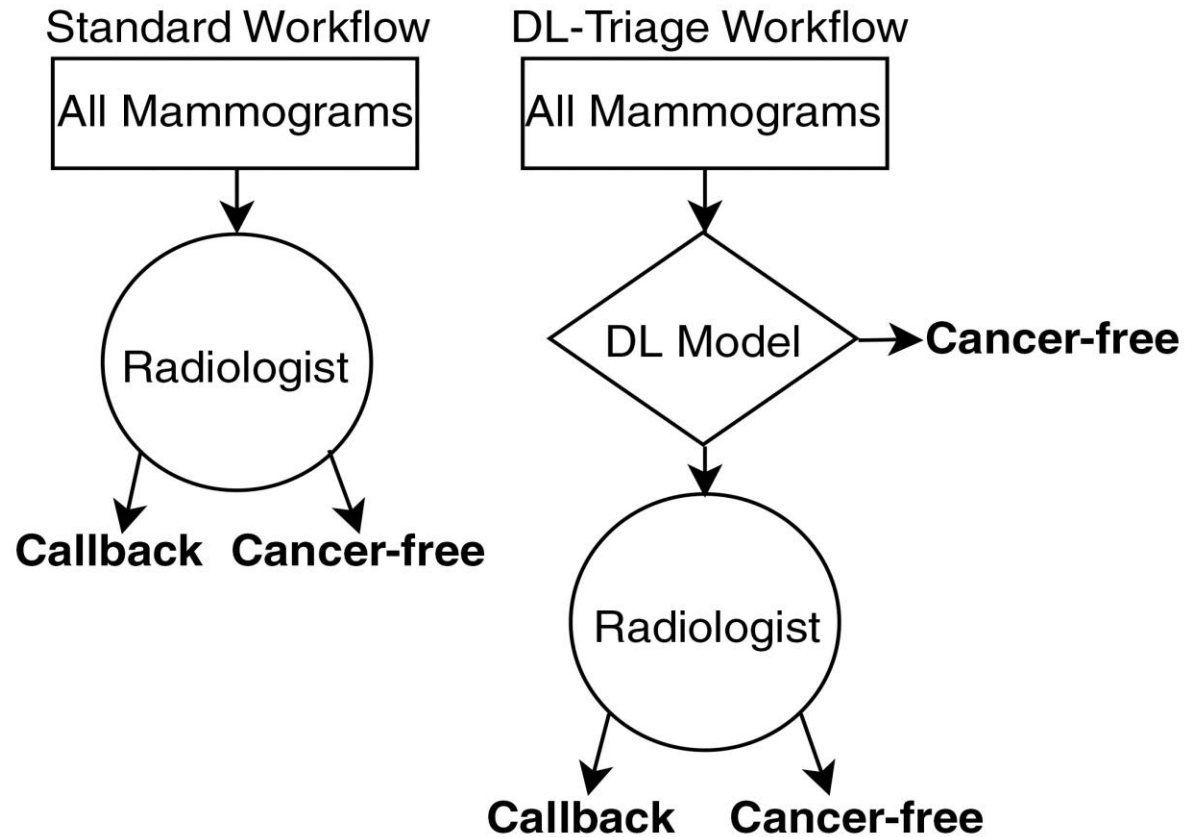 Standard Workflow
All Mammograms
Radiologist
Callback
Cancer-free
DL-Triage Workflow
All Mammograms
DL Model
Cancer-free
Radiologist
Callback
Cancer-free